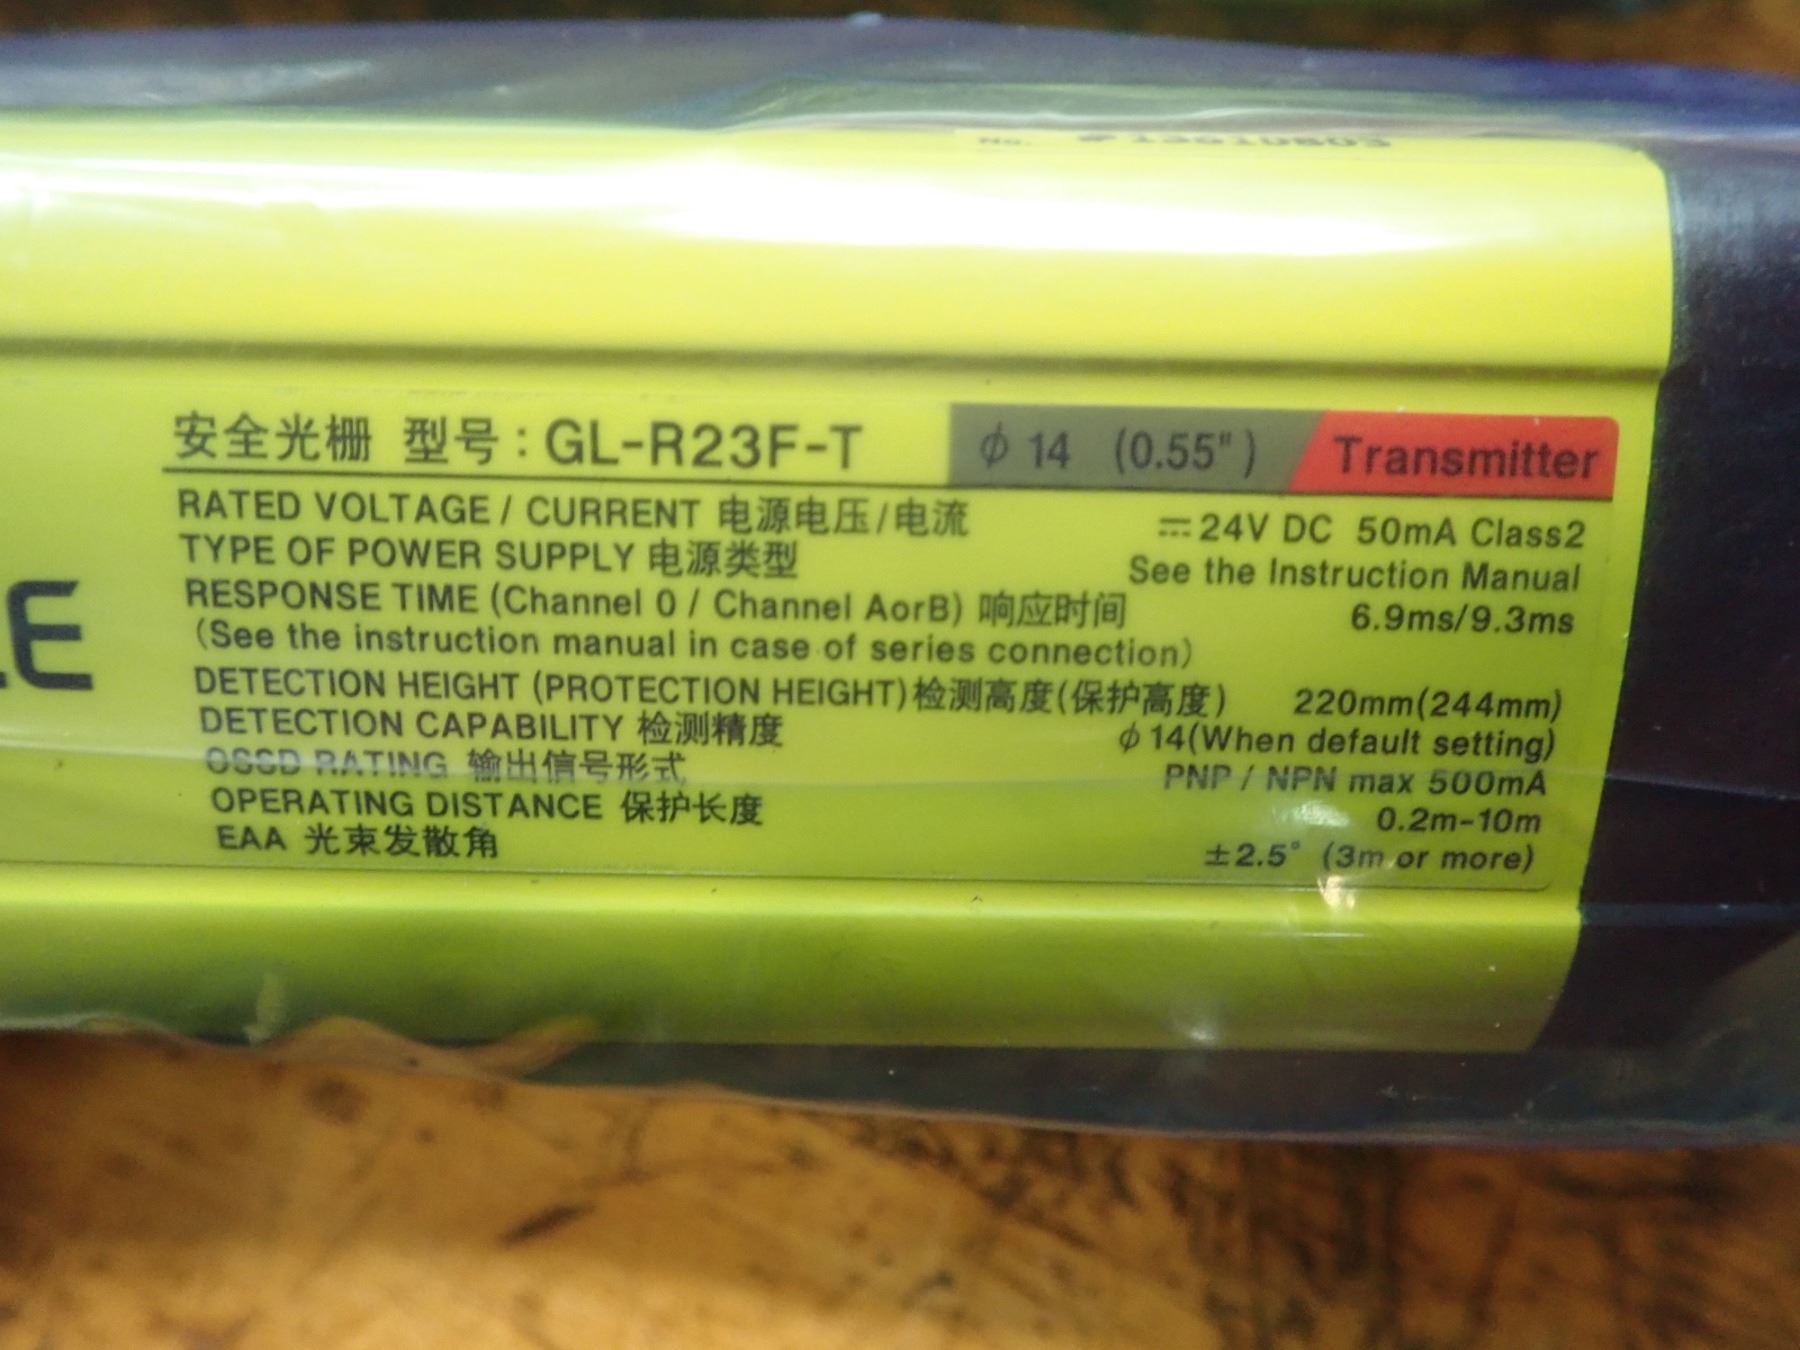 No.
安全光栅 型号：GL-R23F-T ϕ14 (0.55") Transmitter
RATED VOLTAGE / CURRENT 电源电压/电流 ⎓24V DC 50mA Class2
TYPE OF POWER SUPPLY 电源类型 See the Instruction Manual
RESPONSE TIME (Channel 0 / Channel AorB) 响应时间 6.9ms/9.3ms
(See the instruction manual in case of series connection)
DETECTION HEIGHT (PROTECTION HEIGHT)检测高度(保护高度) 220mm(244mm)
DETECTION CAPABILITY 检测精度 ϕ14(When default setting)
OSSD RATING 输出信号形式 PNP / NPN max 500mA
OPERATING DISTANCE 保护长度 0.2m-10m
EAA 光束发散角 ±2.5° (3m or more)